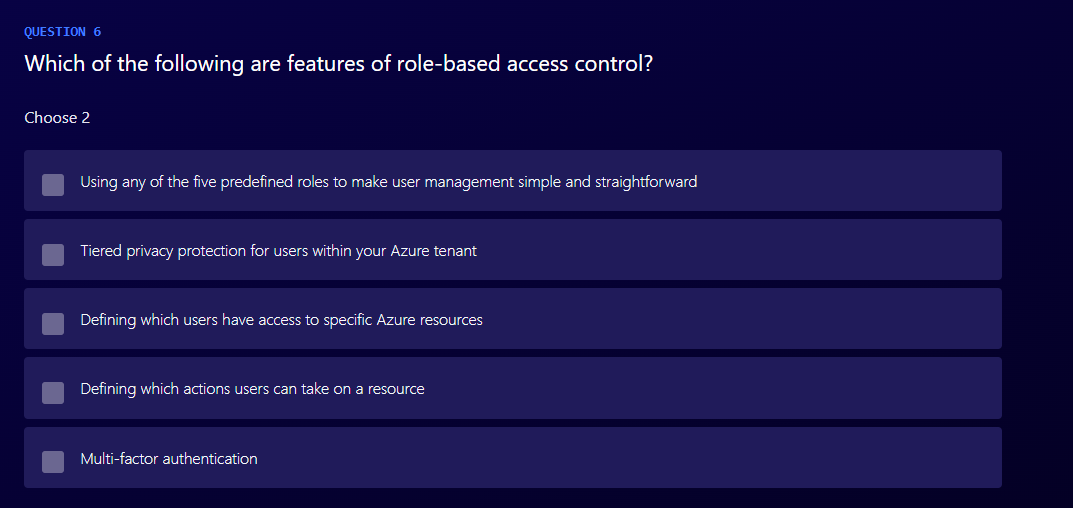 QUESTION 6
Which of the following are features of role-based access control?
Choose 2
Using any of the five predefined roles to make user management simple and straightforward
Tiered privacy protection for users within your Azure tenant
Defining which users have access to specific Azure resources
Defining which actions users can take on a resource
Multi-factor authentication